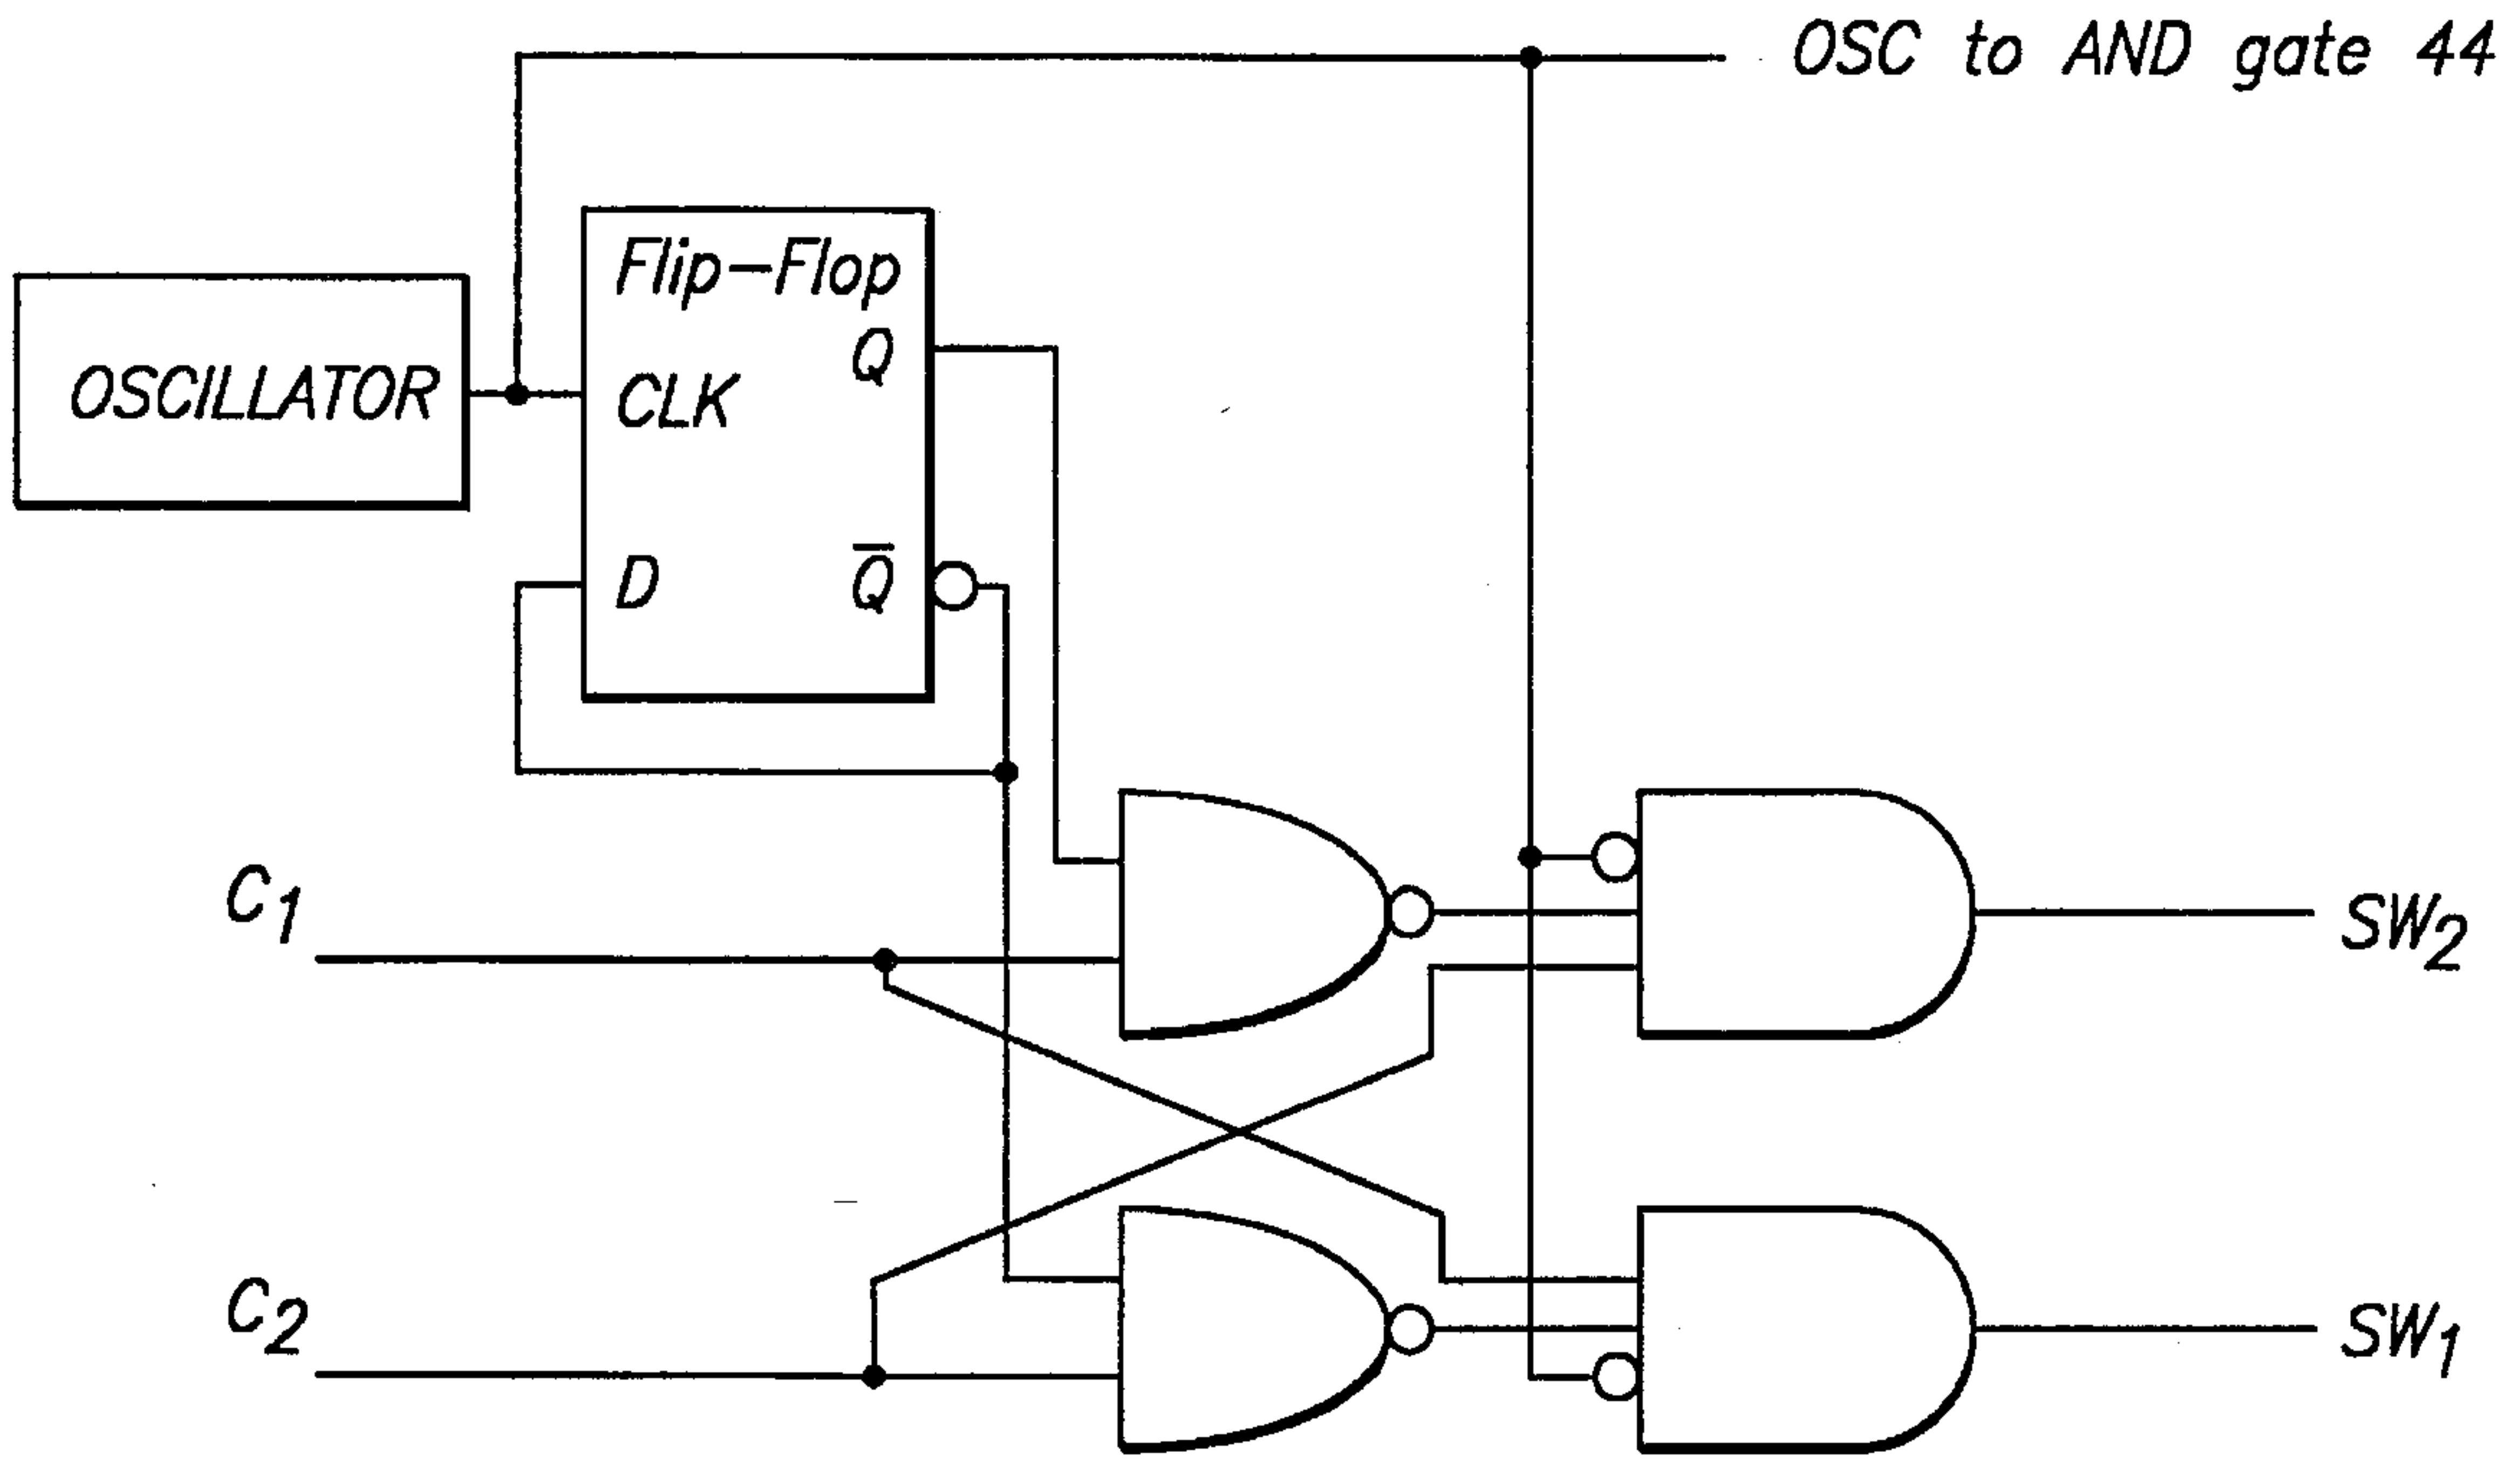 OSC to AND gate 44
Flip-Flop
Q
OSCILLATOR
CLK
D
Q̅
C1
SW2
C2
SW1